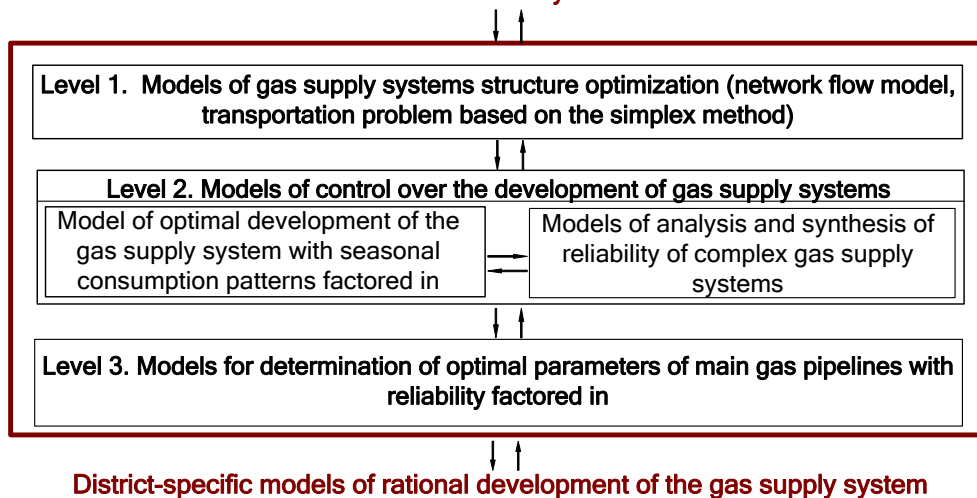 Level 1.  Models of gas supply systems structure optimization (network flow model,
transportation problem based on the simplex method)
Level 2. Models of control over the development of gas supply systems
Model of optimal development of the
gas supply system with seasonal
consumption patterns factored in
Models of analysis and synthesis of
reliability of complex gas supply
systems
Level 3. Models for determination of optimal parameters of main gas pipelines with
reliability factored in
District-specific models of rational development of the gas supply system